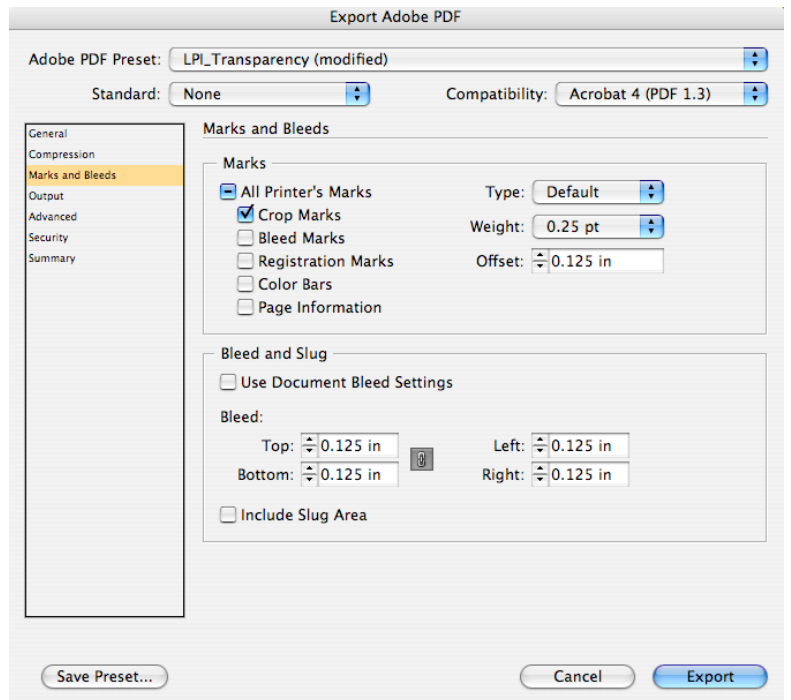 Export Adobe PDF
Adobe PDF Preset: LPI_Transparency (modified)
Standard: None Compatibility: Acrobat 4 (PDF 1.3)
General
Compression
Marks and Bleeds
Output
Advanced
Security
Summary
Marks and Bleeds
Marks
All Printer's Marks
Crop Marks
Bleed Marks
Registration Marks
Color Bars
Page Information
Type: Default
Weight: 0.25 pt
Offset: 0.125 in
Bleed and Slug
Use Document Bleed Settings
Bleed:
Top: 0.125 in Left: 0.125 in
Bottom: 0.125 in Right: 0.125 in
Include Slug Area
Save Preset... Cancel Export